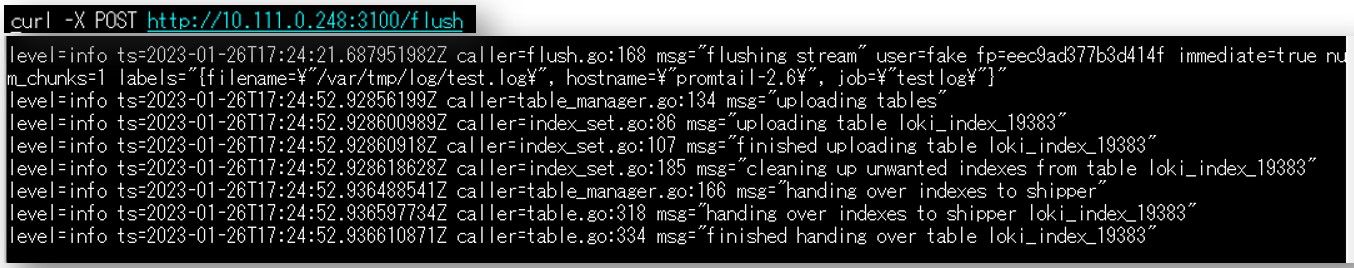 curl -X POST http://10.111.0.248:3100/flush
level=info ts=2023-01-26T17:24:21.687951982Z caller=flush.go:168 msg="flushing stream" user=fake fp=eec9ad377b3d414f immediate=true nu
m_chunks=1 labels="{filename=¥"/var/tmp/log/test.log¥", hostname=¥"promtail-2.6¥", job=¥"testlog¥"}"
level=info ts=2023-01-26T17:24:52.92856199Z caller=table_manager.go:134 msg="uploading tables"
level=info ts=2023-01-26T17:24:52.928600989Z caller=index_set.go:86 msg="uploading table loki_index_19383"
level=info ts=2023-01-26T17:24:52.92860918Z caller=index_set.go:107 msg="finished uploading table loki_index_19383"
level=info ts=2023-01-26T17:24:52.928618628Z caller=index_set.go:185 msg="cleaning up unwanted indexes from table loki_index_19383"
level=info ts=2023-01-26T17:24:52.936488541Z caller=table_manager.go:166 msg="handing over indexes to shipper"
level=info ts=2023-01-26T17:24:52.936597734Z caller=table.go:318 msg="handing over indexes to shipper loki_index_19383"
level=info ts=2023-01-26T17:24:52.936610871Z caller=table.go:334 msg="finished handing over table loki_index_19383"